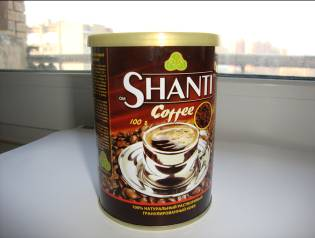 SHANTI
Coffee
100 g
100% НАТУРАЛЬНЫЙ РАСТВОРИМЫЙ
ГРАНУЛИРОВАННЫЙ КОФЕ